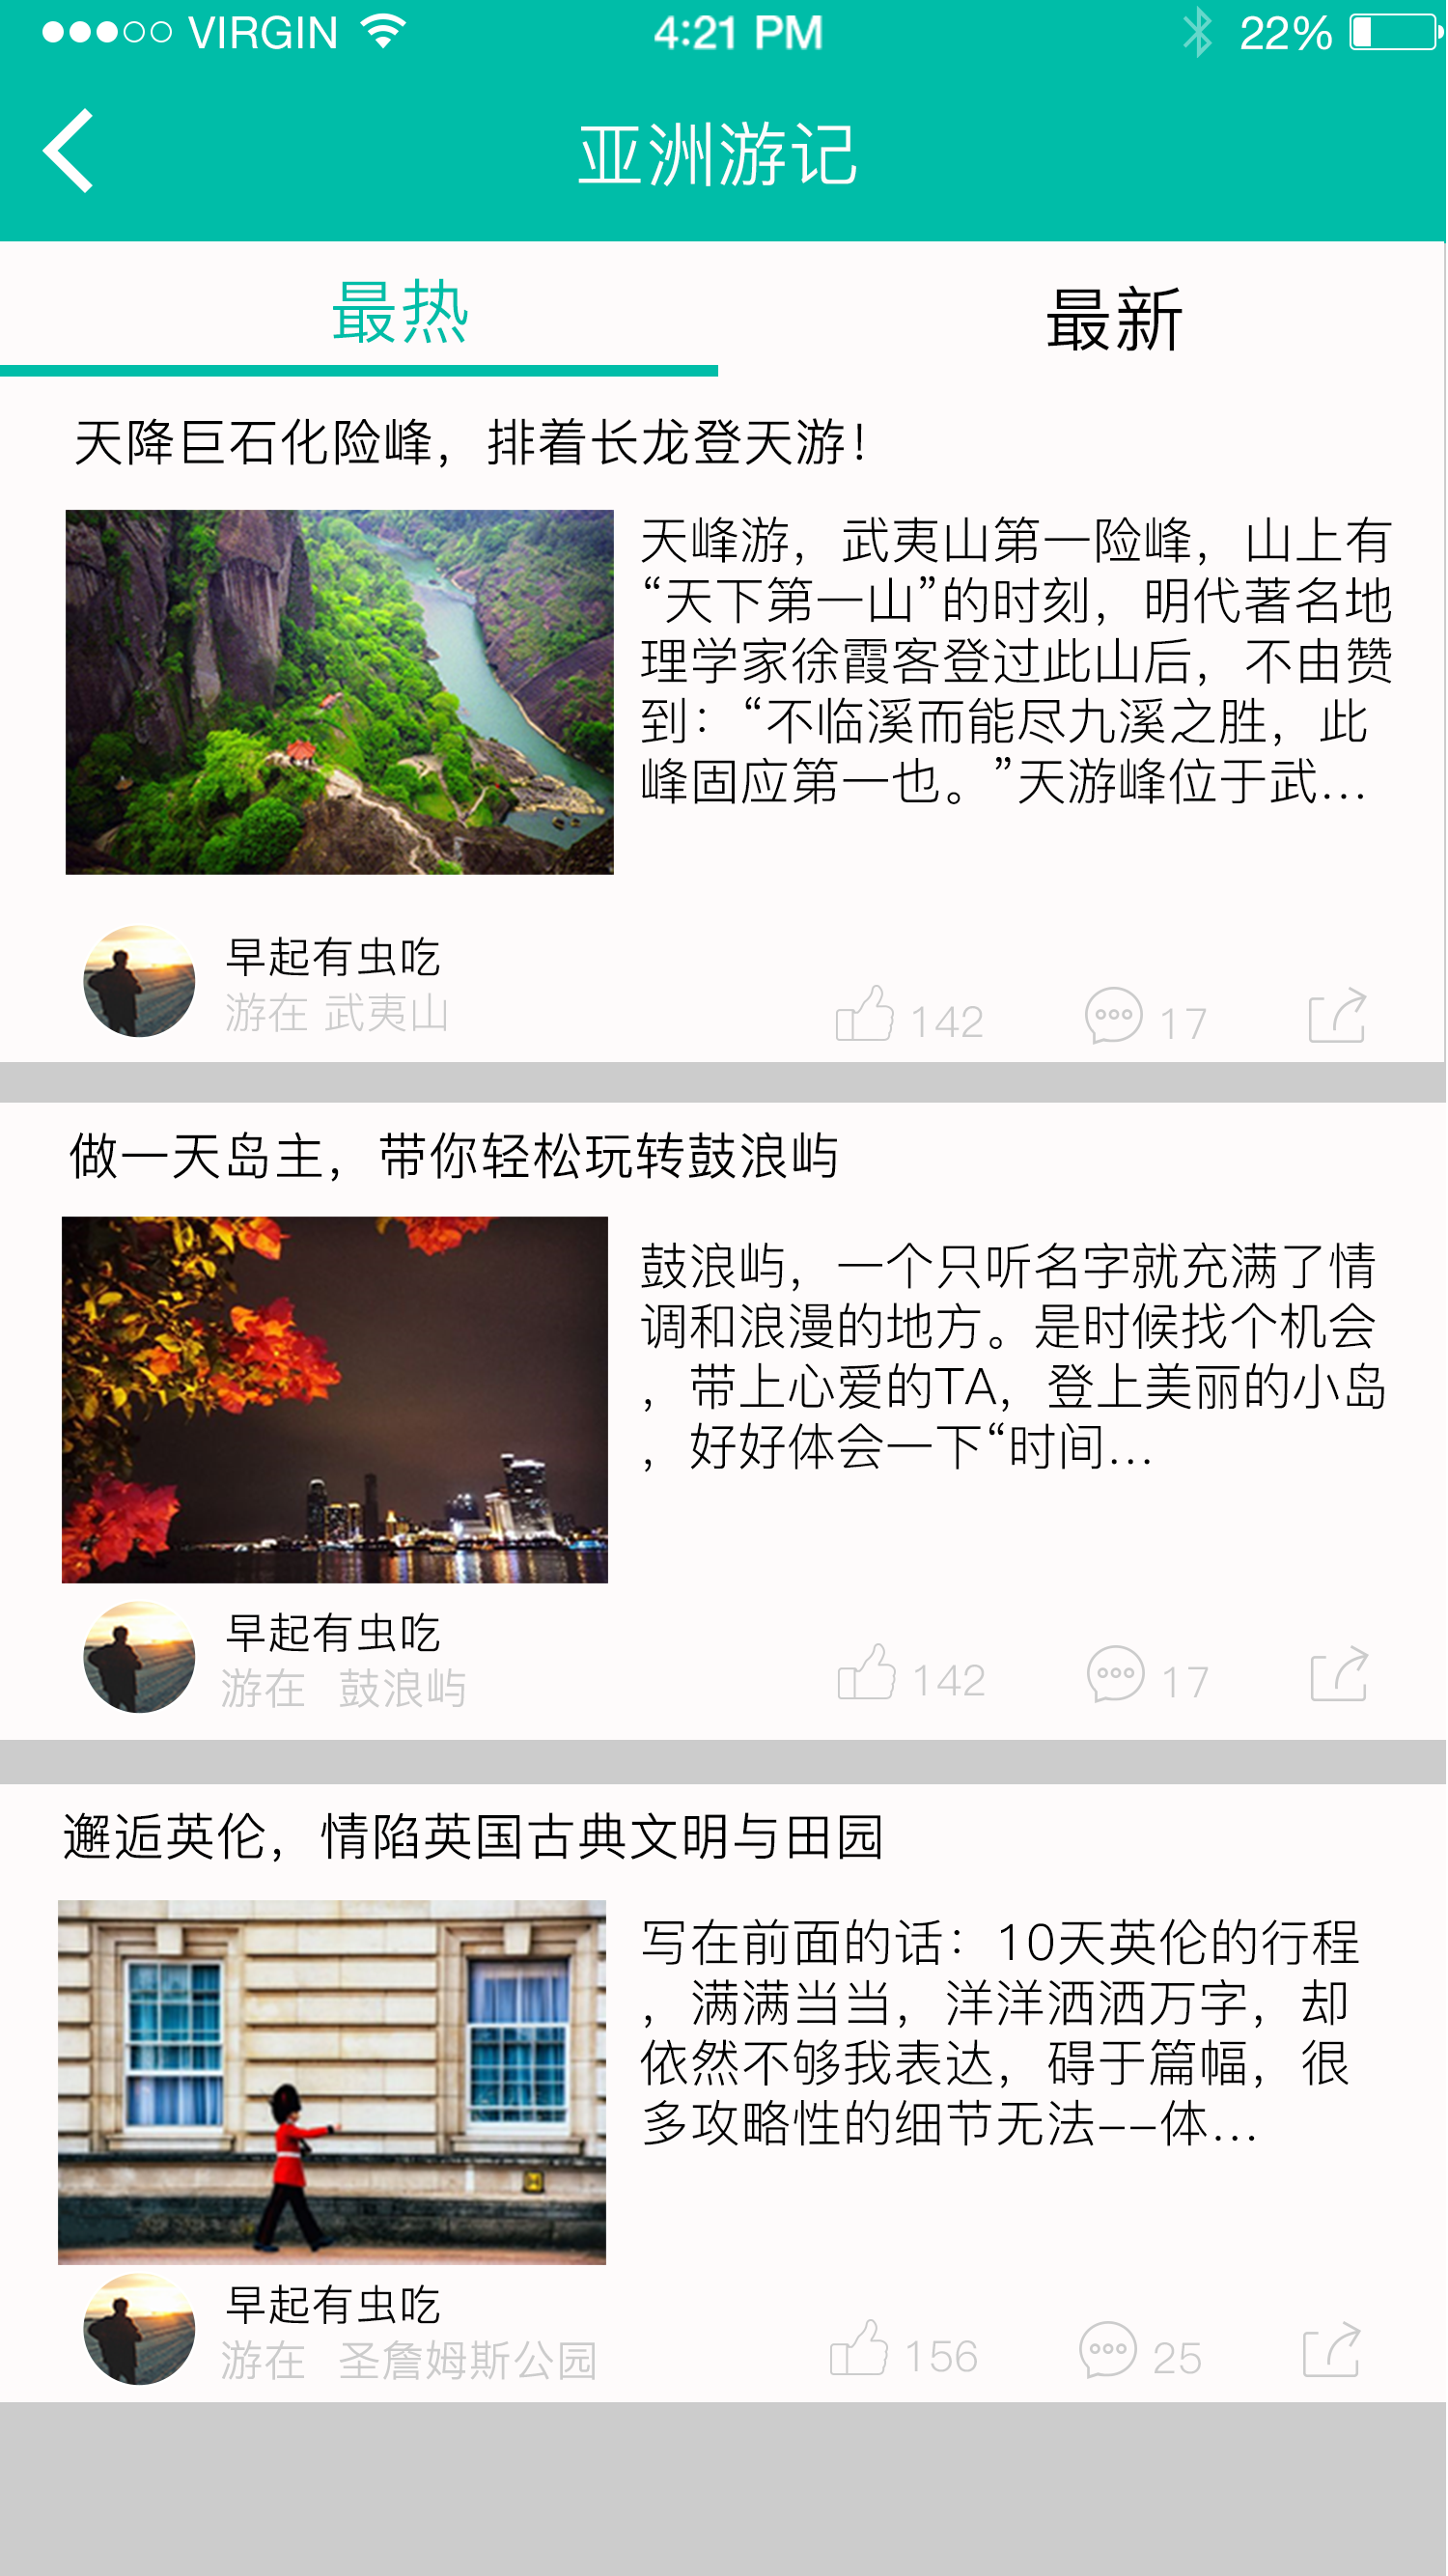 VIRGIN 4:21 PM 22%
亚洲游记
最热 最新
天降巨石化险峰，排着长龙登天游！
天峰游，武夷山第一险峰，山上有
“天下第一山”的时刻，明代著名地
理学家徐霞客登过此山后，不由赞
到：“不临溪而能尽九溪之胜，此
峰固应第一也。”天游峰位于武...
早起有虫吃
游在 武夷山
142 17
做一天岛主，带你轻松玩转鼓浪屿
鼓浪屿，一个只听名字就充满了情
调和浪漫的地方。是时候找个机会
，带上心爱的TA，登上美丽的小岛
，好好体会一下“时间...
早起有虫吃
游在 鼓浪屿
142 17
邂逅英伦，情陷英国古典文明与田园
写在前面的话：10天英伦的行程
，满满当当，洋洋洒洒万字，却
依然不够我表达，碍于篇幅，很
多攻略性的细节无法--体...
早起有虫吃
游在 圣詹姆斯公园
156 25